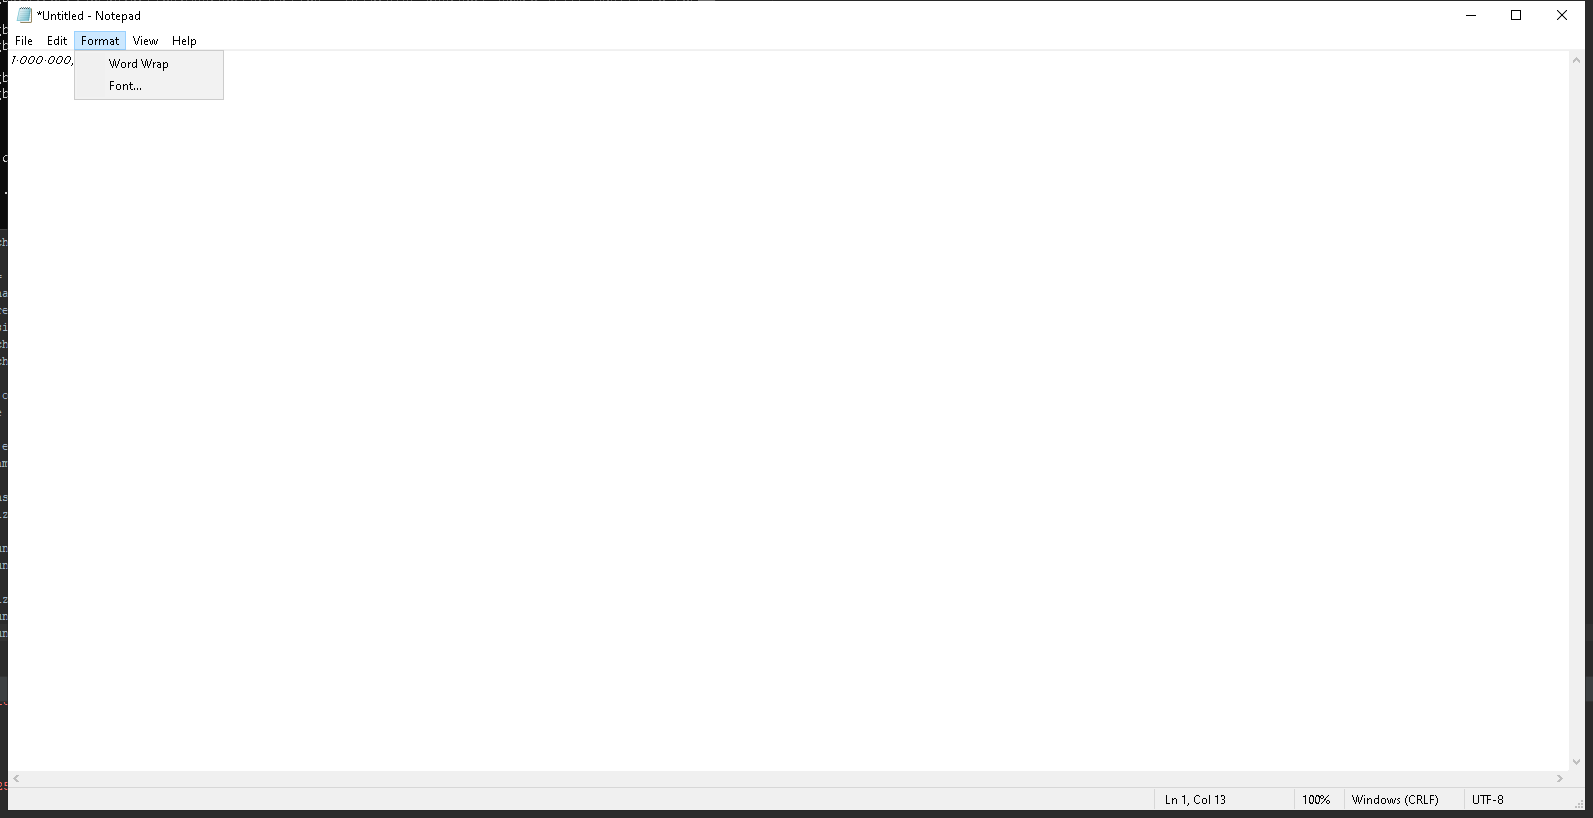 *Untitled - Notepad
File Edit Format View Help
1·000·000,
Word Wrap
Font...
Ln 1, Col 13
100%
Windows (CRLF)
UTF-8